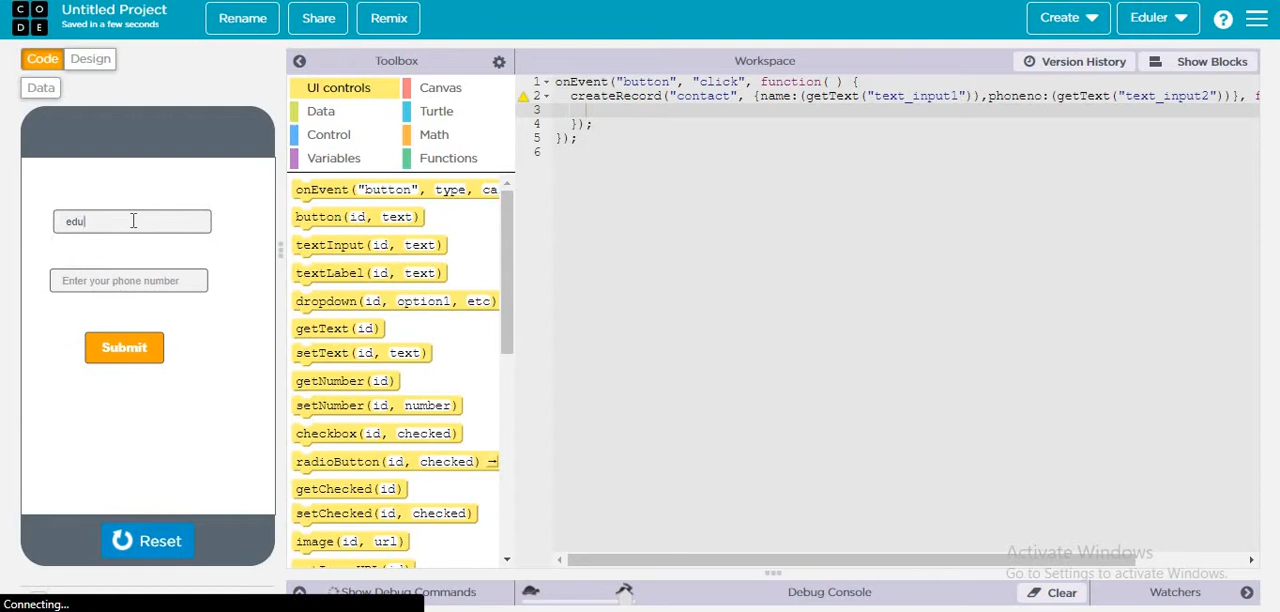 CODE
Untitled Project
Saved in a few seconds
Rename
Share
Remix
Create
Eduler
?
Code
Design
Data
edu
Enter your phone number
Submit
Reset
Toolbox
UI controls
Canvas
Data
Turtle
Control
Math
Variables
Functions
onEvent("button", type, ca
button(id, text)
textInput(id, text)
textLabel(id, text)
dropdown(id, option1, etc)
getText(id)
setText(id, text)
getNumber(id)
setNumber(id, number)
checkbox(id, checked)
radioButton(id, checked)
getChecked(id)
setChecked(id, checked)
image(id, url)
Workspace
Version History
Show Blocks
1 onEvent("button", "click", function( ) {
2 createRecord("contact", {name:(getText("text_input1")),phoneno:(getText("text_input2"))}, f
3
4 });
5 });
6
Activate Windows
Go to Settings to activate Windows.
Show Debug Commands
Debug Console
Clear
Watchers
Connecting...